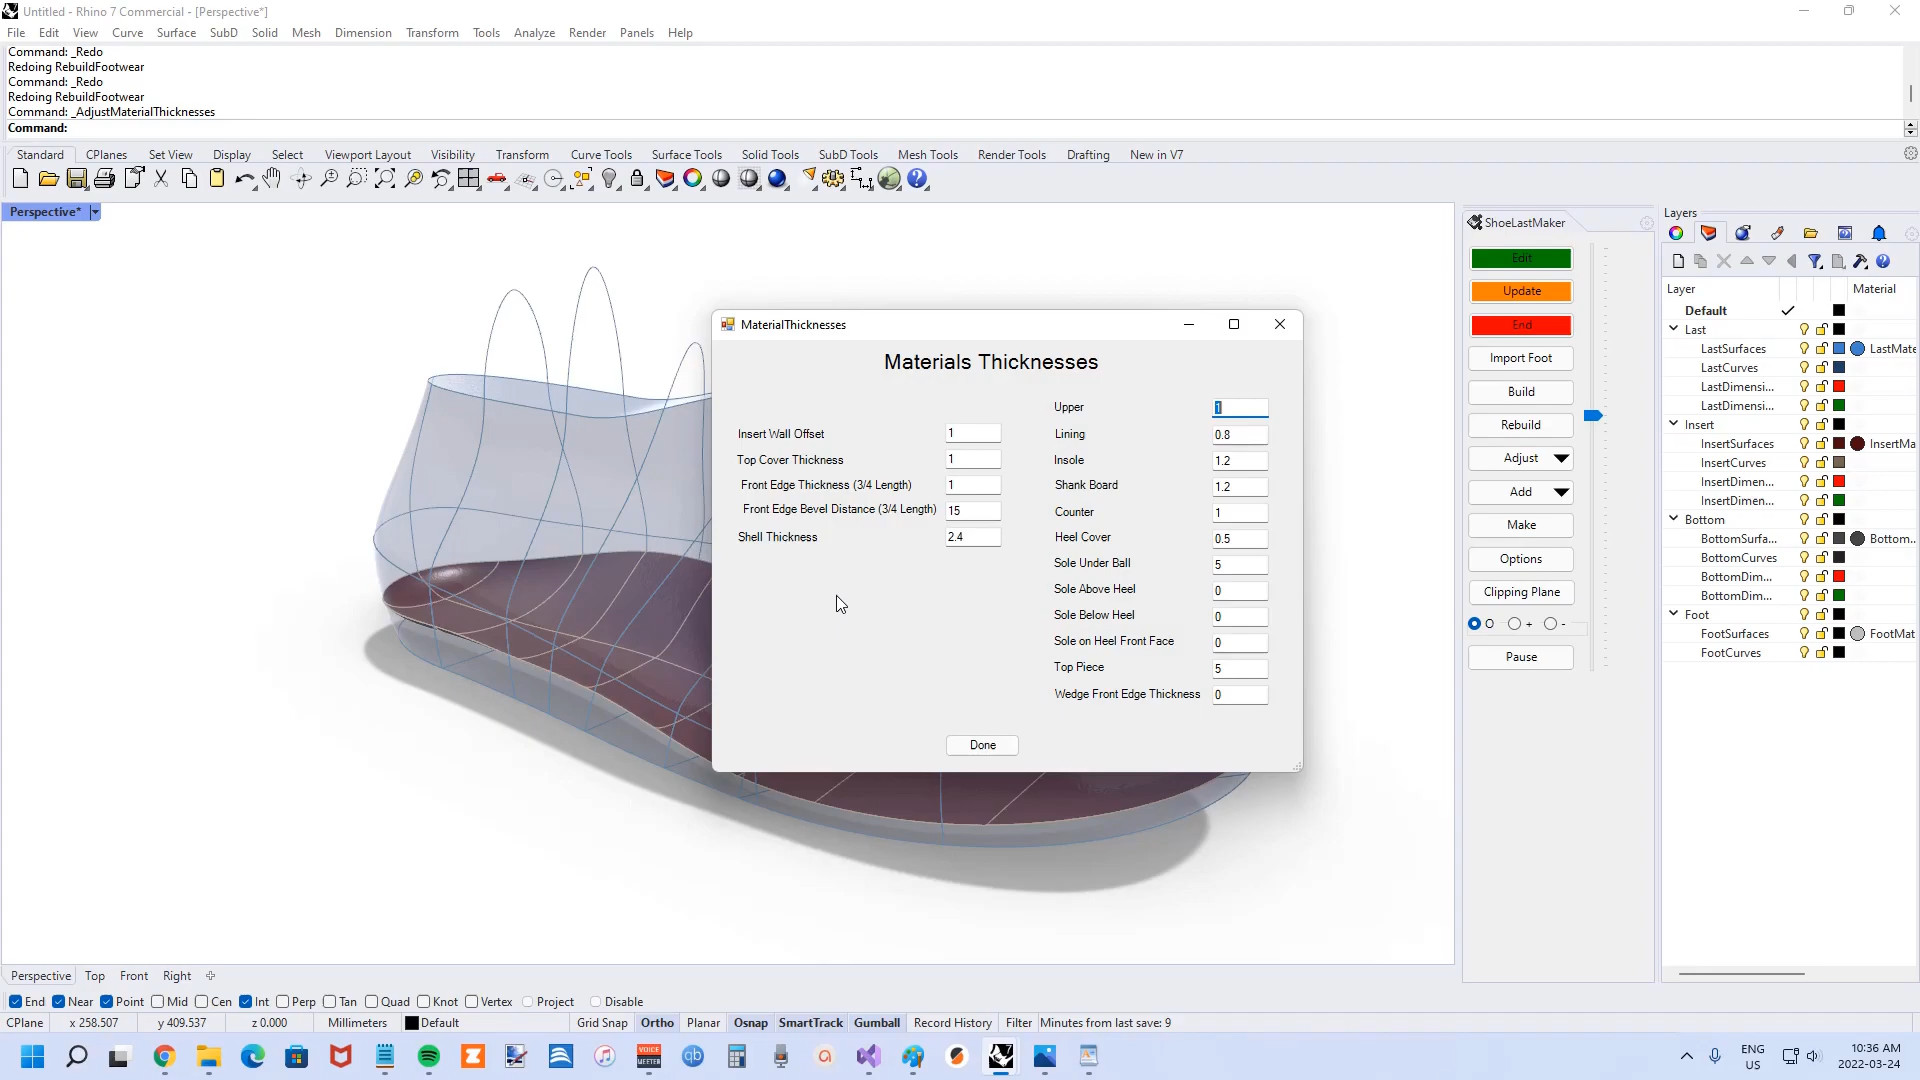 Untitled - Rhino 7 Commercial - [Perspective*]
File Edit View Curve Surface SubD Solid Mesh Dimension Transform Tools Analyze Render Panels Help
Command: _Redo
Redoing RebuildFootwear
Command: _Redo
Redoing RebuildFootwear
Command: _AdjustMaterialThicknesses
Command:
Standard CPlanes Set View Display Select Viewport Layout Visibility Transform Curve Tools Surface Tools Solid Tools SubD Tools Mesh Tools Render Tools Drafting New in V7
Perspective*
MaterialThicknesses
Materials Thicknesses
Insert Wall Offset 1
Top Cover Thickness 1
Front Edge Thickness (3/4 Length) 1
Front Edge Bevel Distance (3/4 Length) 15
Shell Thickness 2.4
Upper 1
Lining 0.8
Insole 1.2
Shank Board 1.2
Counter 1
Heel Cover 0.5
Sole Under Ball 5
Sole Above Heel 0
Sole Below Heel 0
Sole on Heel Front Face 0
Top Piece 5
Wedge Front Edge Thickness 0
Done
ShoeLastMaker
Edit
Update
End
Import Foot
Build
Rebuild
Adjust
Add
Make
Options
Clipping Plane
O + -
Pause
Layers
Layer Material
Default
Last
LastSurfaces LastMate
LastCurves
LastDimensi...
LastDimensi...
Insert
InsertSurfaces InsertMa
InsertCurves
InsertDimen...
InsertDimen...
Bottom
BottomSurfa... Bottom...
BottomCurves
BottomDim...
BottomDim...
Foot
FootSurfaces FootMat
FootCurves
Perspective Top Front Right
End Near Point Mid Cen Int Perp Tan Quad Knot Vertex Project Disable
CPlane x 258.507 y 409.537 z 0.000 Millimeters Default Grid Snap Ortho Planar Osnap SmartTrack Gumball Record History Filter Minutes from last save: 9
VOICE MEETER
qb
ENG
US
10:36 AM
2022-03-24